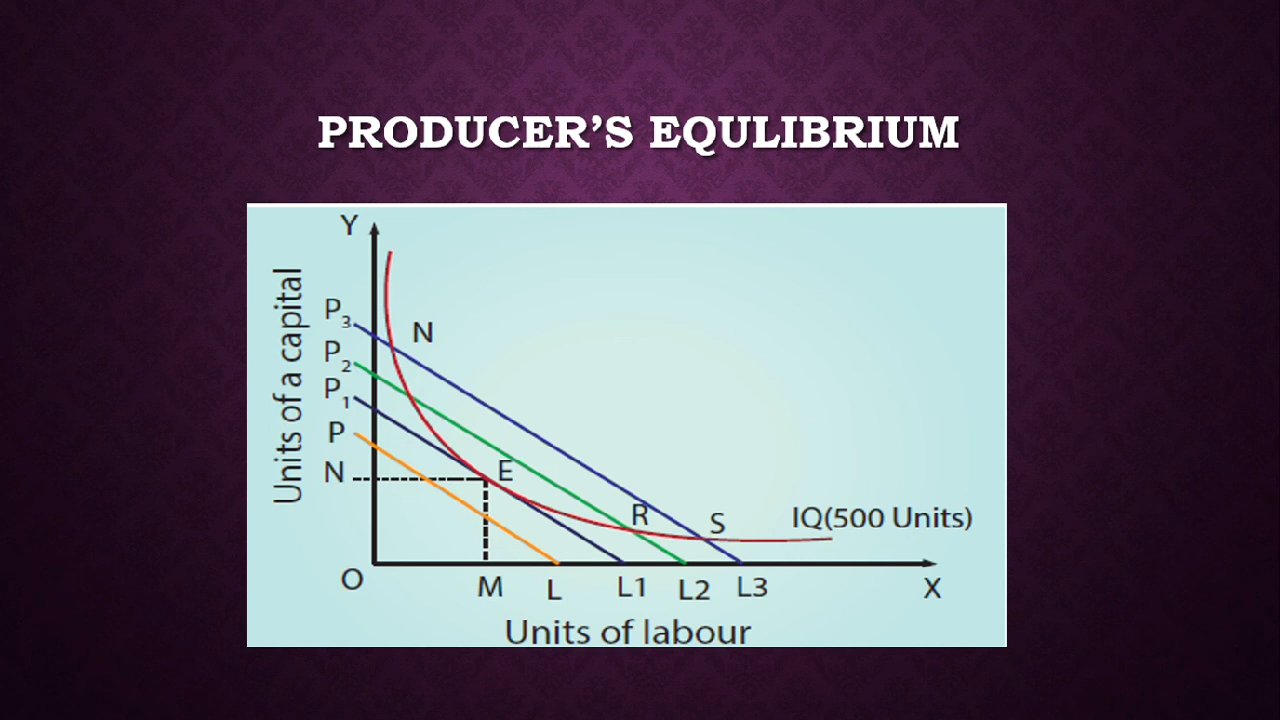 PRODUCER’S EQULIBRIUM
Y
Units of a capital
P3
N
P2
P1
P
N
E
R
S
IQ(500 Units)
O
M
L
L1
L2
L3
X
Units of labour